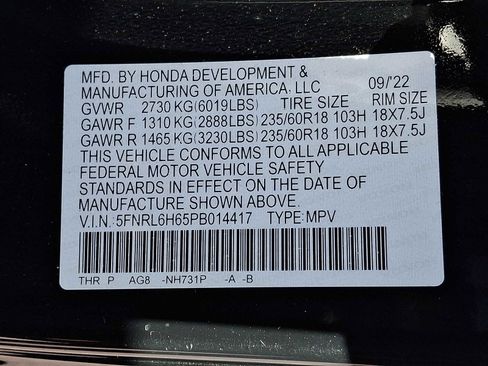 MFD. BY HONDA DEVELOPMENT &
MANUFACTURING OF AMERICA, LLC 09/'22
GVWR 2730 KG(6019LBS) TIRE SIZE RIM SIZE
GAWR F 1310 KG(2888LBS) 235/60R18 103H 18X7.5J
GAWR R 1465 KG(3230LBS) 235/60R18 103H 18X7.5J
THIS VEHICLE CONFORMS TO ALL APPLICABLE
FEDERAL MOTOR VEHICLE SAFETY
STANDARDS IN EFFECT ON THE DATE OF
MANUFACTURE SHOWN ABOVE.
V.I.N: 5FNRL6H65PB014417 TYPE: MPV
THR P AG8 -NH731P -A -B